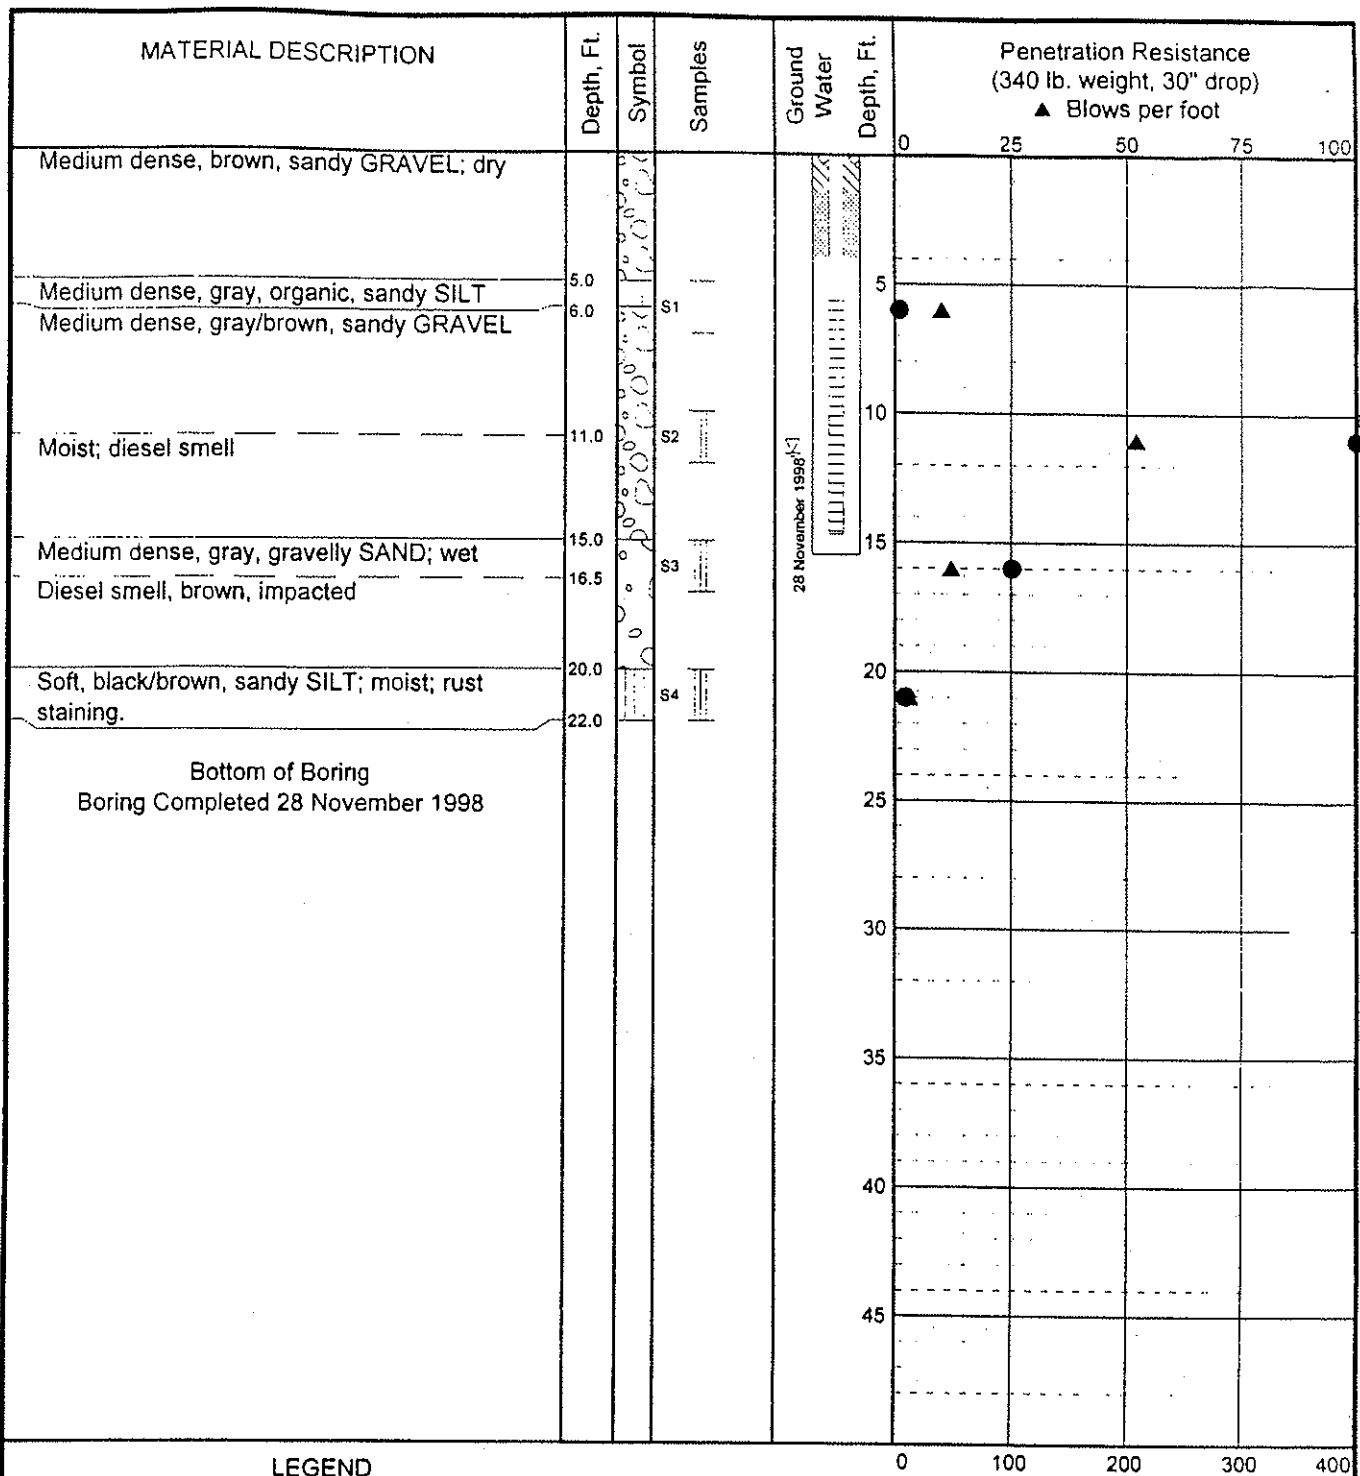 MATERIAL DESCRIPTION
Depth, Ft.
Symbol
Samples
Ground
Water
Depth, Ft.
Penetration Resistance
(340 lb. weight, 30" drop)
▲ Blows per foot
0 25 50 75 100
Medium dense, brown, sandy GRAVEL; dry
5.0
5
Medium dense, gray, organic, sandy SILT
6.0
S1
Medium dense, gray/brown, sandy GRAVEL
10
11.0
S2
Moist; diesel smell
28 November 1998
15.0
15
Medium dense, gray, gravelly SAND; wet
S3
16.5
Diesel smell, brown, impacted
20.0
20
Soft, black/brown, sandy SILT; moist; rust
staining.
S4
22.0
Bottom of Boring
Boring Completed 28 November 1998
25
30
35
40
45
LEGEND
0 100 200 300 400